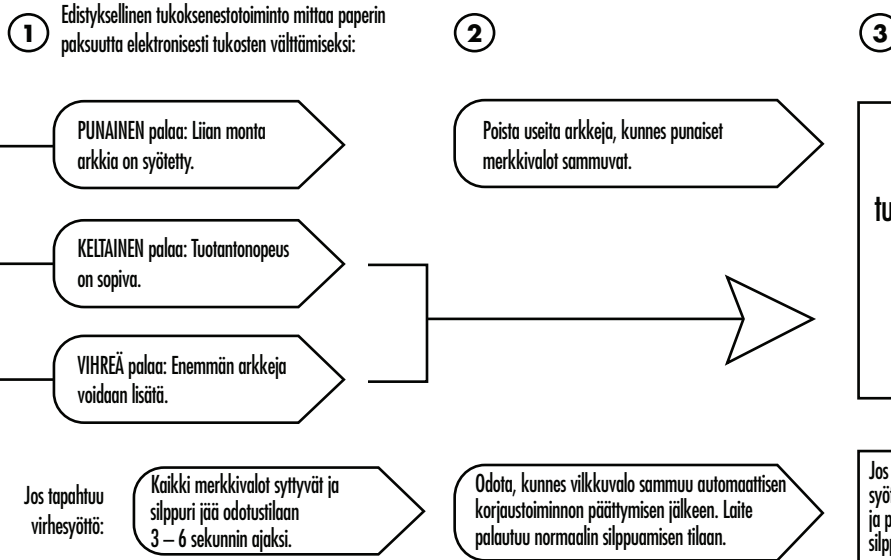 1
Edistyksellinen tukoksenestotoiminto mittaa paperin
paksuutta elektronisesti tukosten välttämiseksi:
2
3
PUNAINEN palaa: Liian monta
arkkia on syötetty.
Poista useita arkkeja, kunnes punaiset
merkkivalot sammuvat.
KELTAINEN palaa: Tuotantonopeus
on sopiva.
VIHREÄ palaa: Enemmän arkkeja
voidaan lisätä.
Jos tapahtuu
virhesyöttö:
Kaikki merkkivalot syttyvät ja
silppuri jää odotustilaan
3 – 6 sekunnin ajaksi.
Odota, kunnes vilkkuvalo sammuu automaattisen
korjaustoiminnon päättymisen jälkeen. Laite
palautuu normaalin silppuamisen tilaan.
Jos
ja